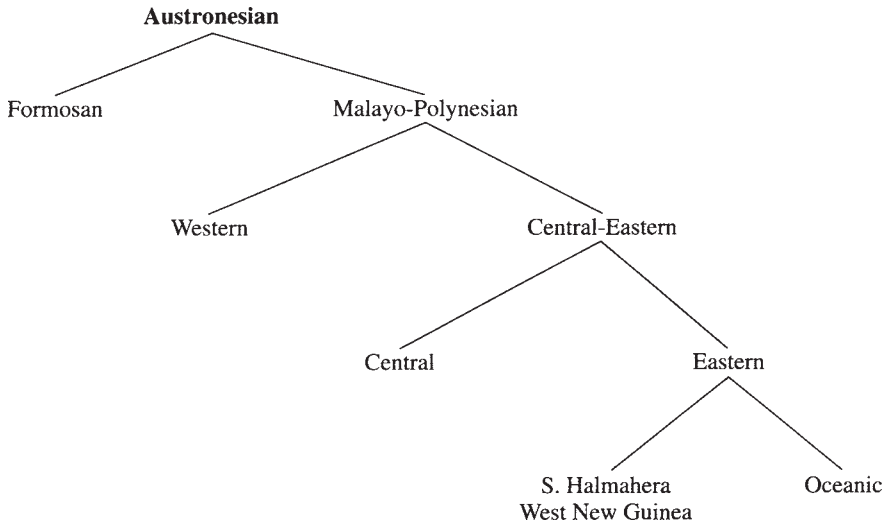 Austronesian
Formosan
Malayo-Polynesian
Western
Central-Eastern
Central
Eastern
S. Halmahera
West New Guinea
Oceanic